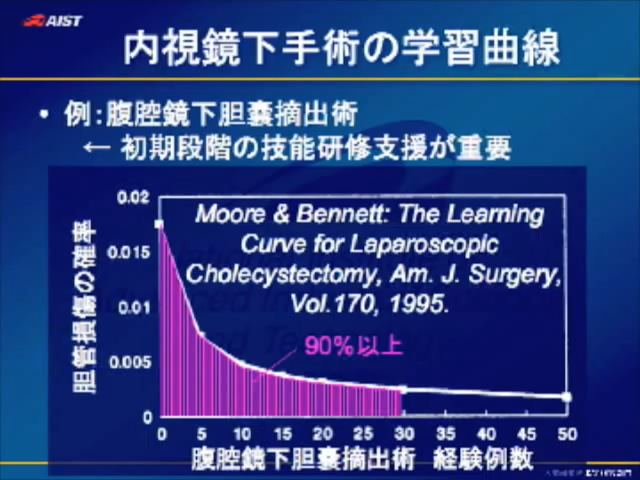 AIST
内視鏡下手術の学習曲線
• 例:腹腔鏡下胆嚢摘出術
← 初期段階の技能研修支援が重要
Moore & Bennett: The Learning
Curve for Laparoscopic
Cholecystectomy, Am. J. Surgery,
Vol.170, 1995.
90%以上
胆管損傷の確率
0.02
0.015
0.01
0.005
0
0 5 10 15 20 25 30 35 40 45 50
腹腔鏡下胆嚢摘出術 経験例数